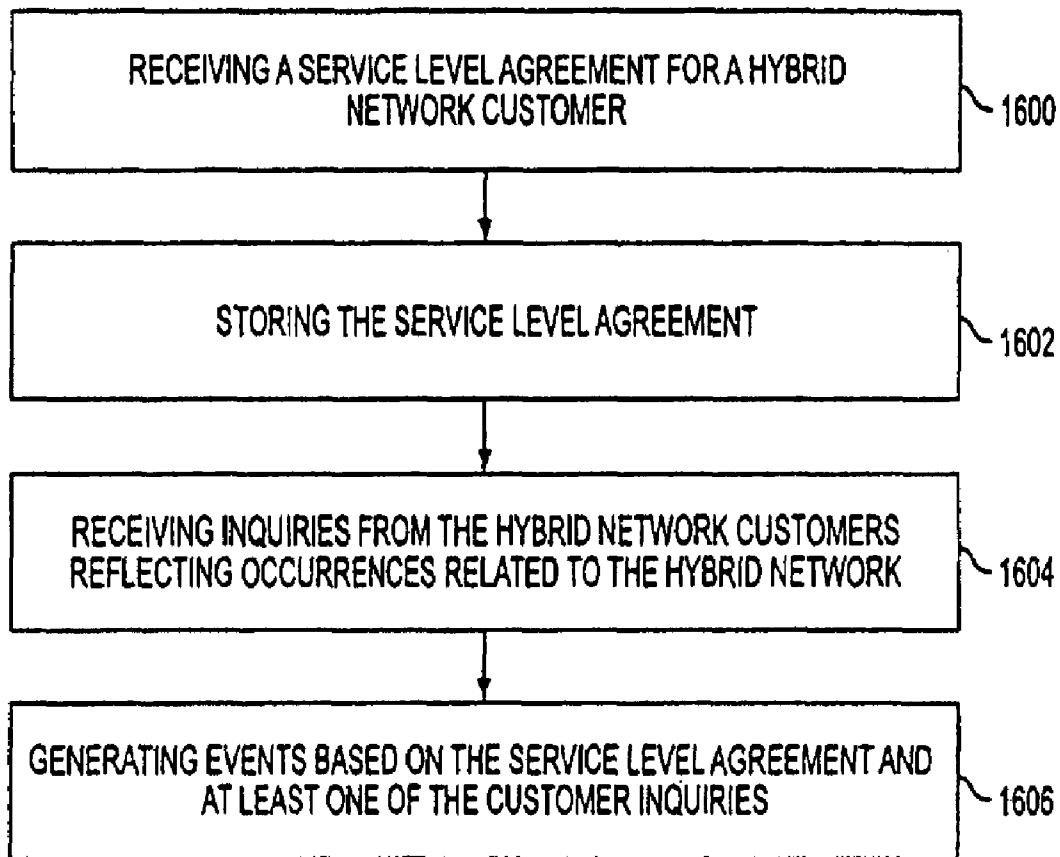 RECEIVING A SERVICE LEVEL AGREEMENT FOR A HYBRID
NETWORK CUSTOMER
1600
STORING THE SERVICE LEVEL AGREEMENT
1602
RECEIVING INQUIRIES FROM THE HYBRID NETWORK CUSTOMERS
REFLECTING OCCURRENCES RELATED TO THE HYBRID NETWORK
1604
GENERATING EVENTS BASED ON THE SERVICE LEVEL AGREEMENT AND
AT LEAST ONE OF THE CUSTOMER INQUIRIES
1606